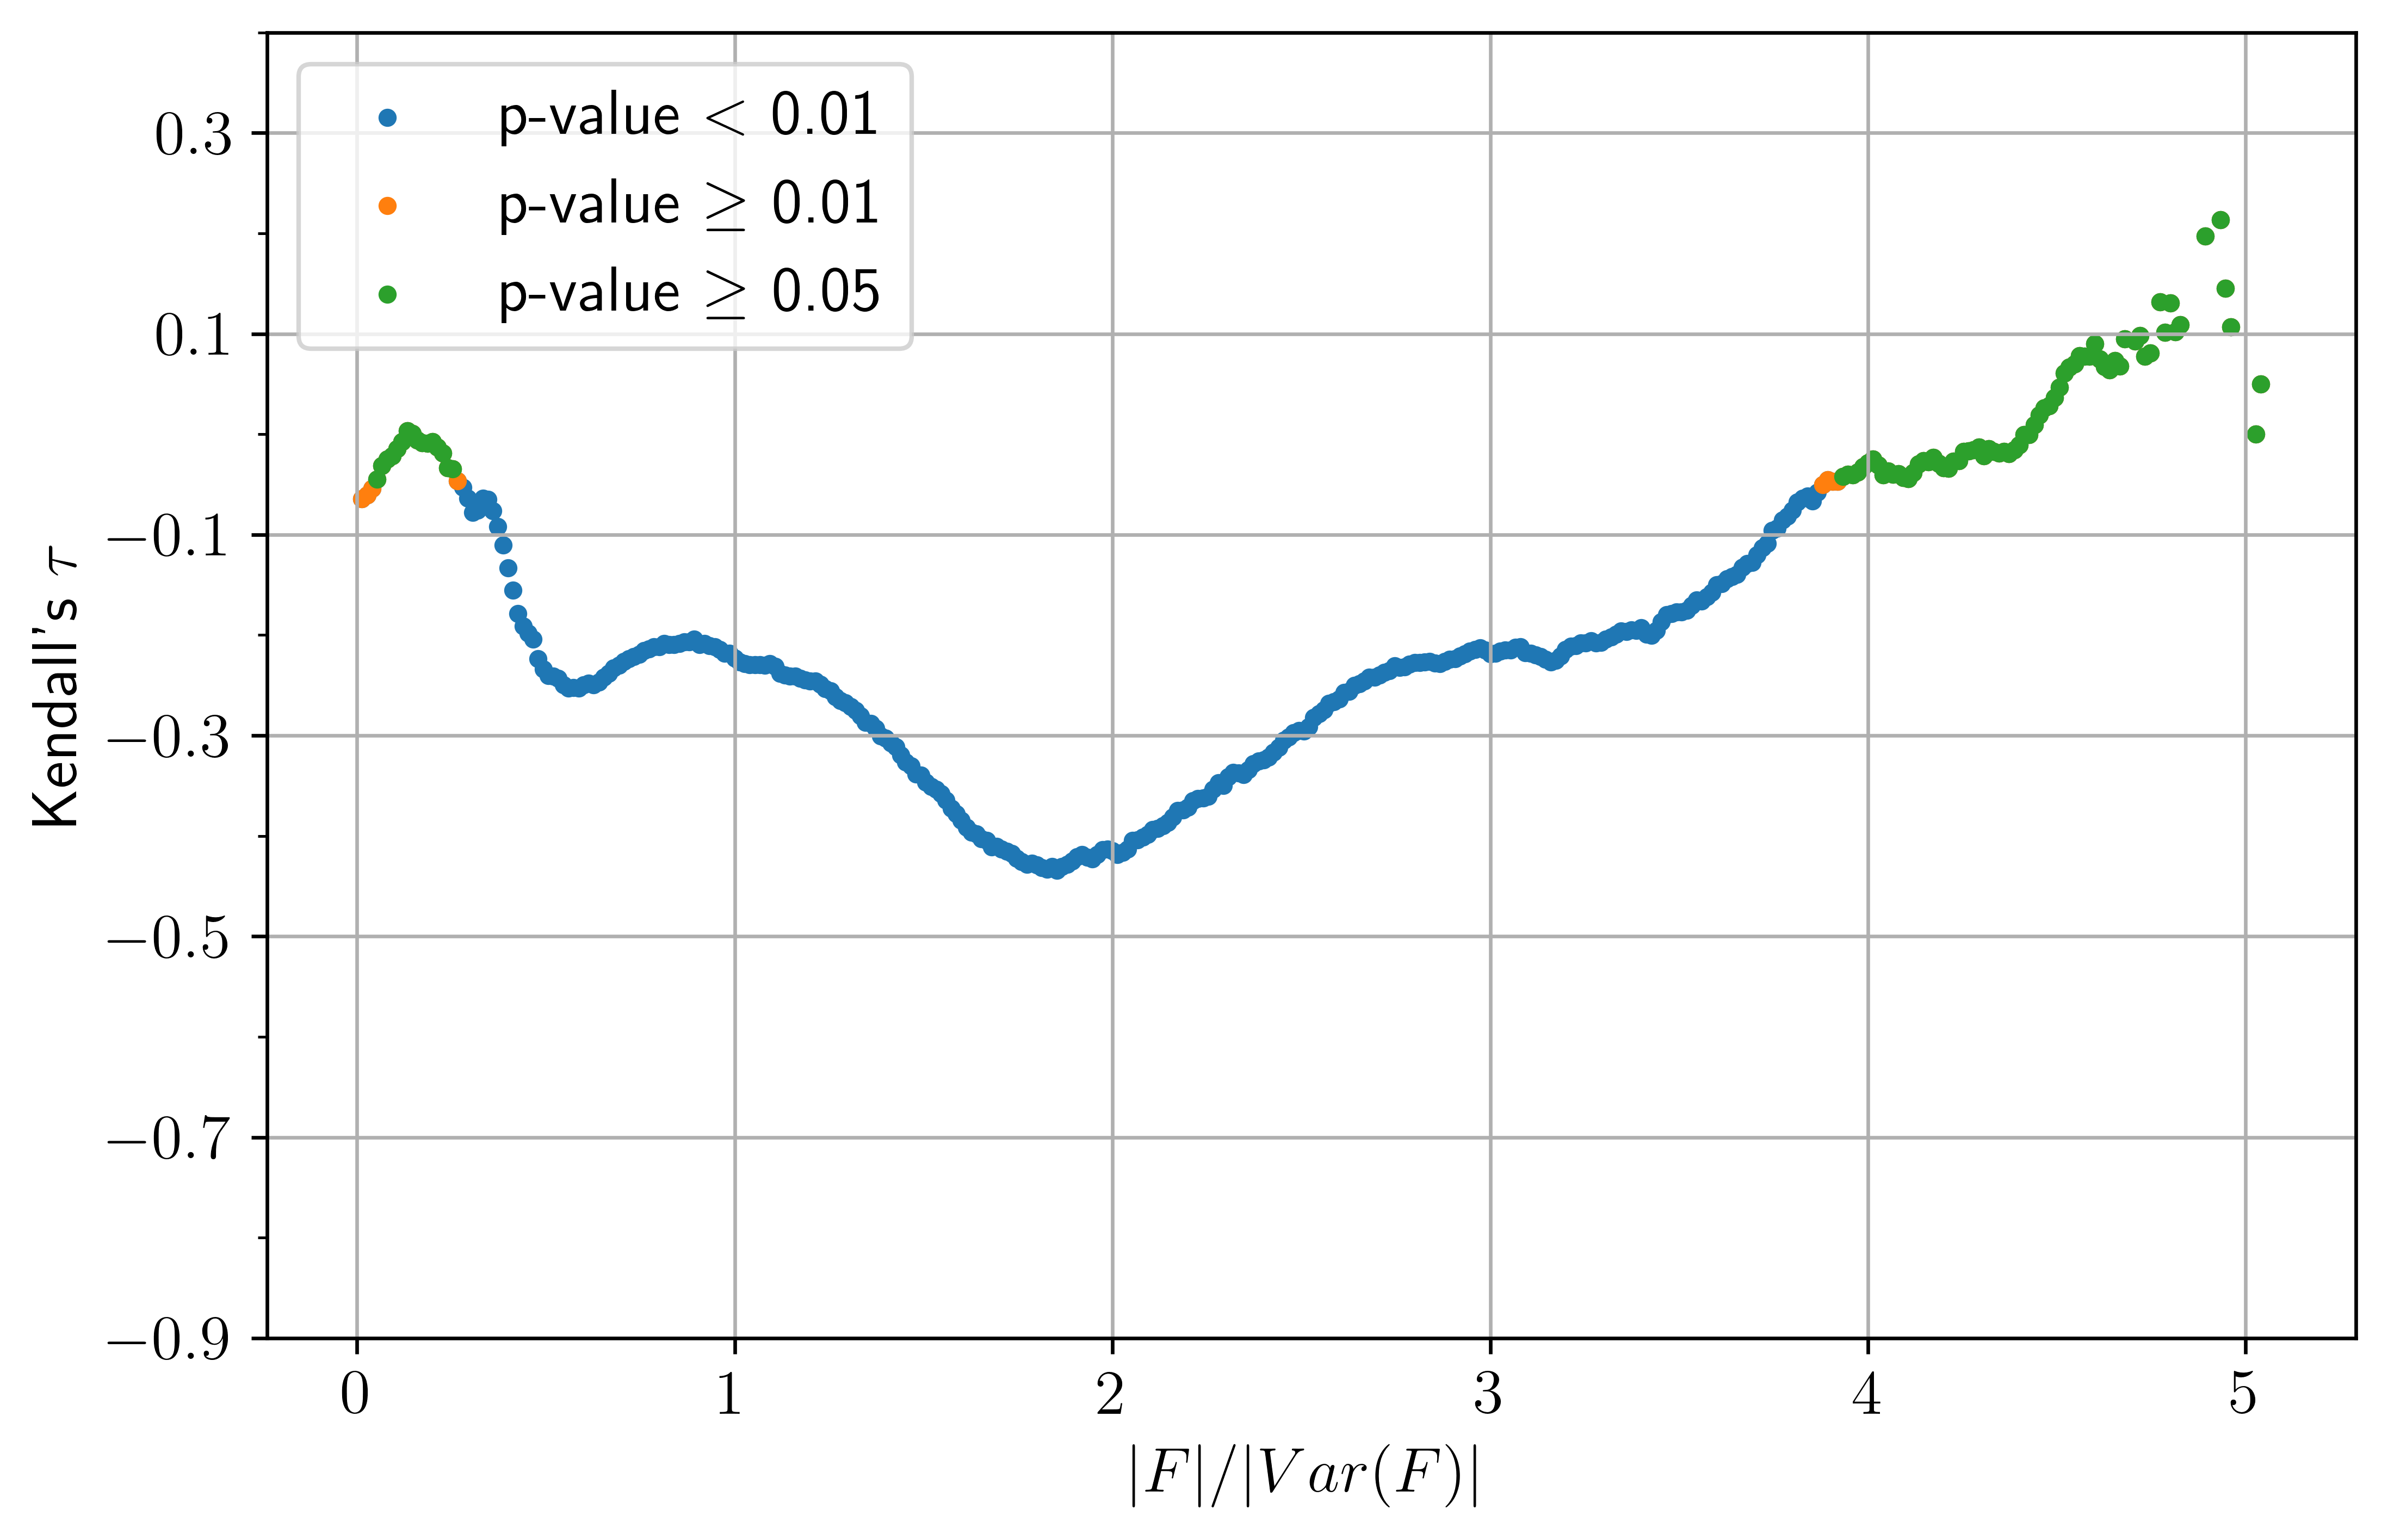 p-value < 0.01
p-value ≥ 0.01
p-value ≥ 0.05
0.3
0.1
−0.1
−0.3
−0.5
−0.7
−0.9
Kendall's τ
0 1 2 3 4 5
|F|/|Var(F)|